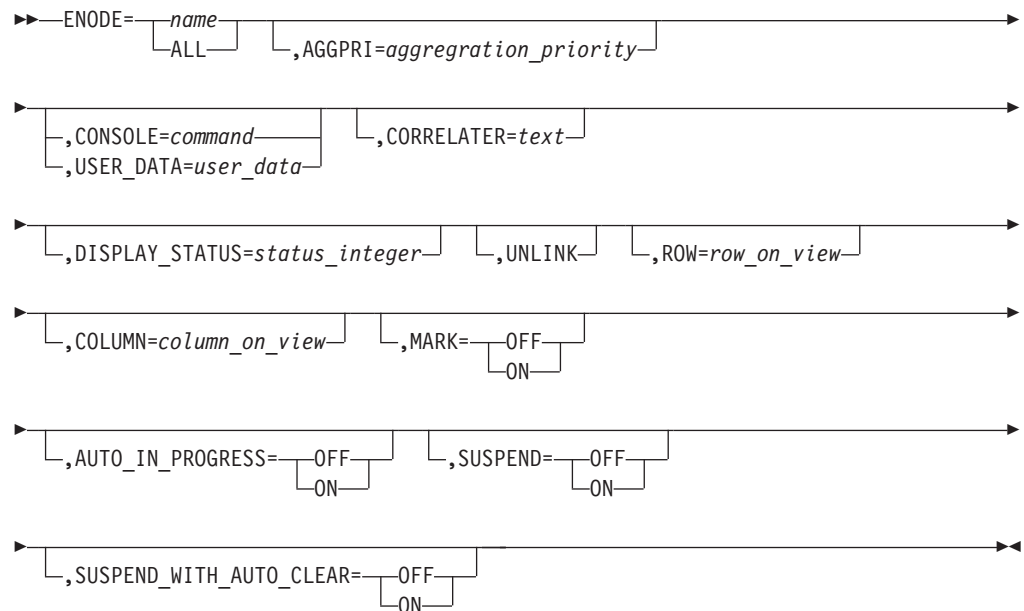 ENODE= name ,AGGPRI=aggregration_priority
ALL
,CONSOLE=command ,CORRELATER=text
,USER_DATA=user_data
,DISPLAY_STATUS=status_integer ,UNLINK ,ROW=row_on_view
,COLUMN=column_on_view ,MARK= OFF
ON
,AUTO_IN_PROGRESS= OFF ,SUSPEND= OFF
ON ON
,SUSPEND_WITH_AUTO_CLEAR= OFF
ON